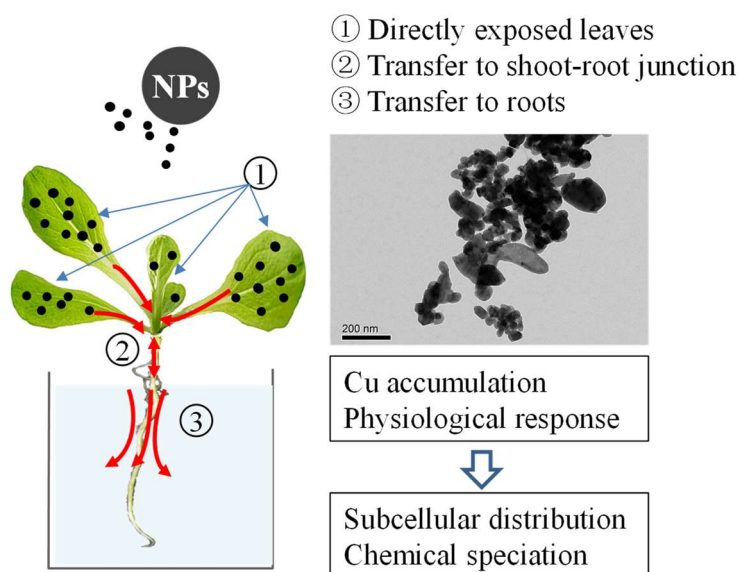 NPs
① Directly exposed leaves
② Transfer to shoot-root junction
③ Transfer to roots
①
②
③
200 nm
Cu accumulation
Physiological response
Subcellular distribution
Chemical speciation